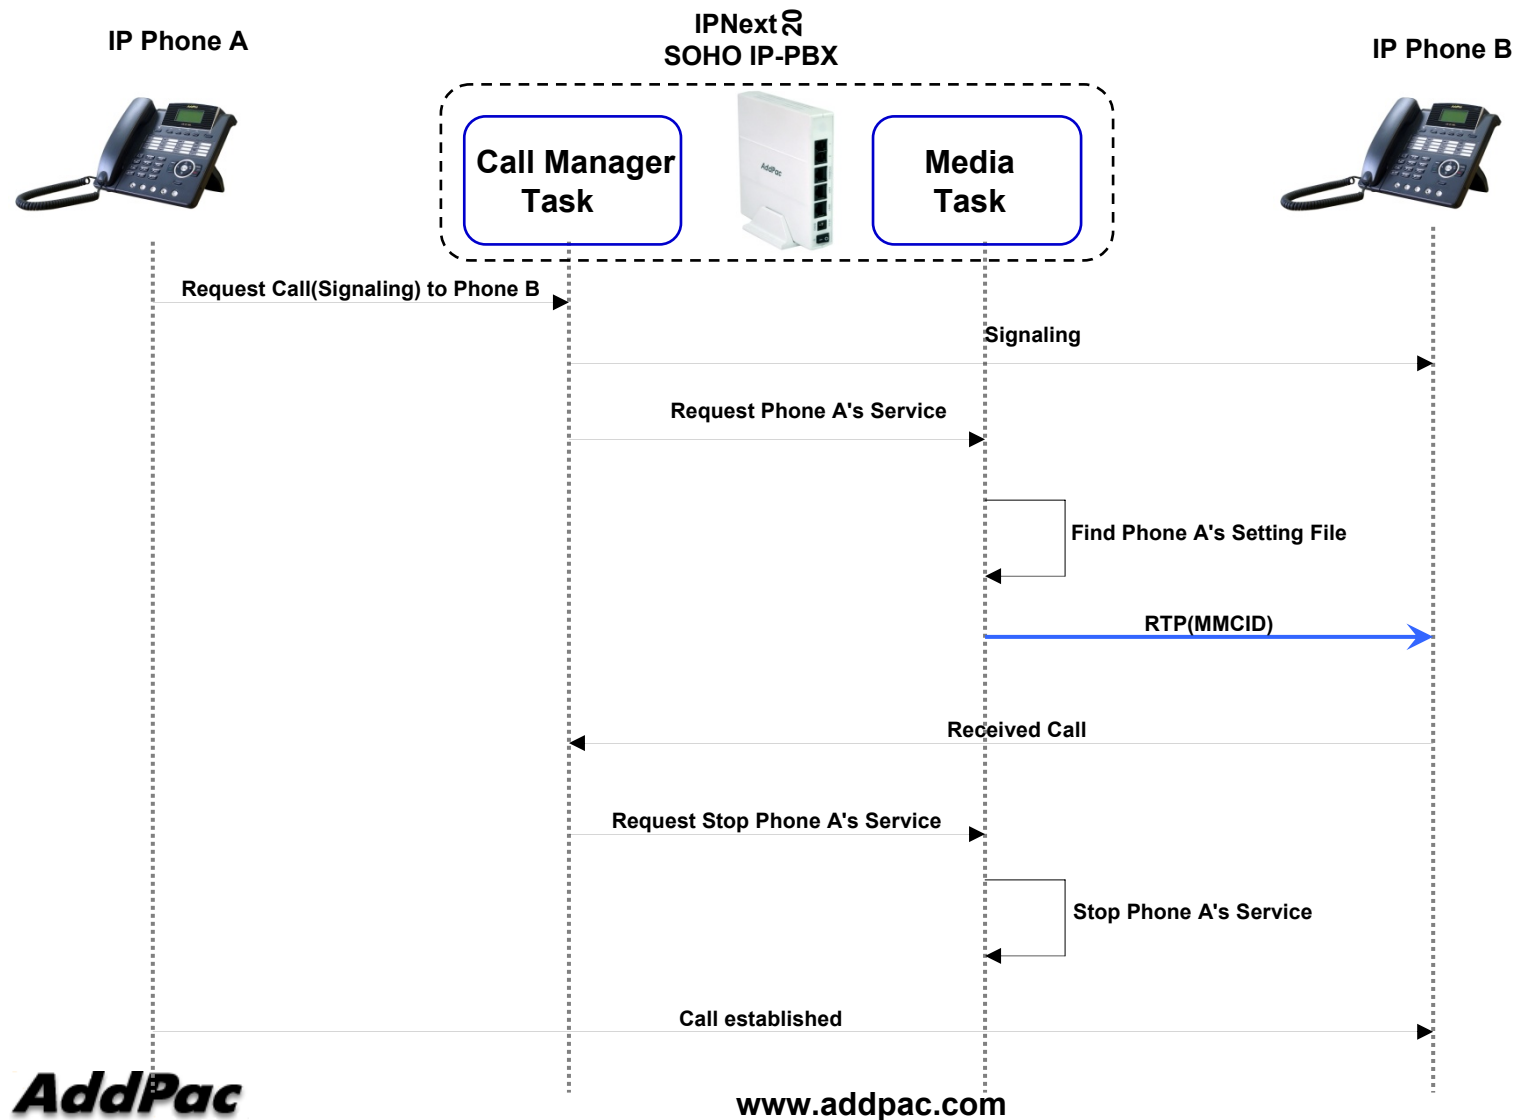 IP Phone A
IPNext 20
SOHO IP-PBX
IP Phone B
Call Manager
Task
AddPac
Media
Task
Request Call(Signaling) to Phone B
Signaling
Request Phone A's Service
Find Phone A's Setting File
RTP(MMCID)
Received Call
Request Stop Phone A's Service
Stop Phone A's Service
Call established
AddPac
www.addpac.com